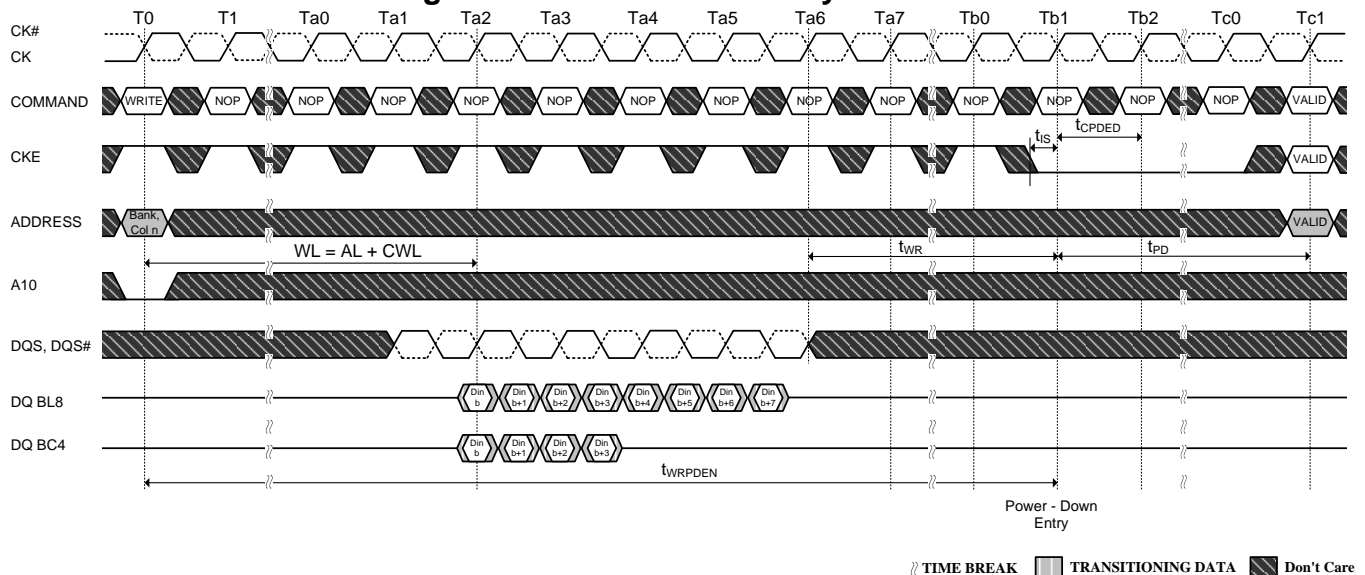 T0 T1 Ta0 Ta1 Ta2 Ta3 Ta4 Ta5 Ta6 Ta7 Tb0 Tb1 Tb2 Tc0 Tc1
CK#
CK
COMMAND WRITE NOP NOP NOP NOP NOP NOP NOP NOP NOP NOP NOP NOP NOP VALID
tIS tCPDED
CKE VALID
ADDRESS Bank, Col n VALID
WL = AL + CWL tWR tPD
A10
DQS, DQS#
DQ BL8 Din b Din b+1 Din b+2 Din b+3 Din b+4 Din b+5 Din b+6 Din b+7
DQ BC4 Din b Din b+1 Din b+2 Din b+3
tWRPDEN
Power - Down
Entry
TIME BREAK TRANSITIONING DATA Don't Care